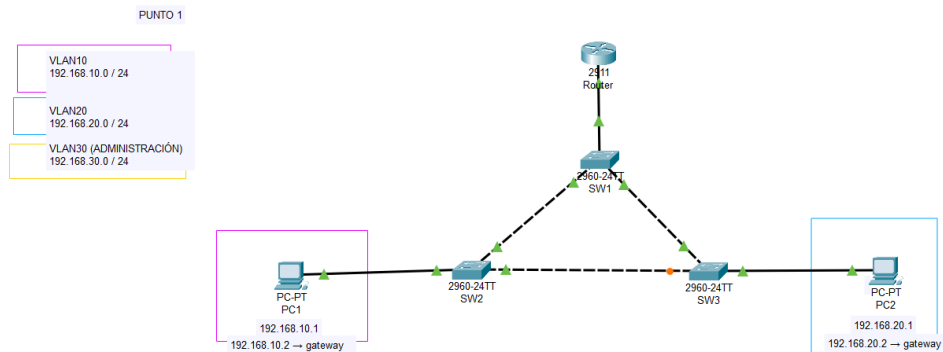 PUNTO 1
VLAN10
192.168.10.0 / 24
VLAN20
192.168.20.0 / 24
VLAN30 (ADMINISTRACIÓN)
192.168.30.0 / 24
2911
Router
2960-24TT
SW1
2960-24TT
SW2
2960-24TT
SW3
PC-PT
PC1
192.168.10.1
192.168.10.2 → gateway
PC-PT
PC2
192.168.20.1
192.168.20.2 → gateway